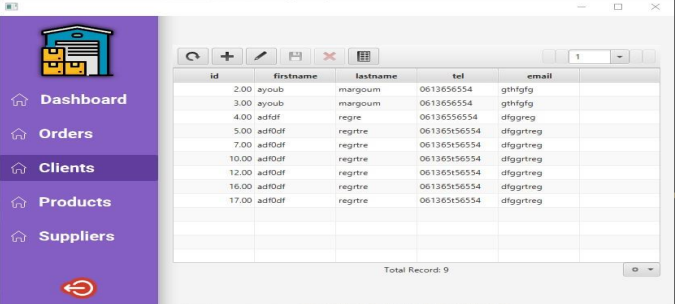 1
id firstname lastname tel email
2.00 ayoub margoum 0613656554 gthfgfg
3.00 ayoub margoum 0613656554 gthfgfg
4.00 adfdf regre 06136556554 dfggreg
5.00 adf0df regrtre 061365t56554 dfggrtreg
7.00 adf0df regrtre 061365t56554 dfggrtreg
10.00 adf0df regrtre 061365t56554 dfggrtreg
12.00 adf0df regrtre 061365t56554 dfggrtreg
16.00 adf0df regrtre 061365t56554 dfggrtreg
17.00 adf0df regrtre 061365t56554 dfggrtreg
Total Record: 9
Dashboard
Orders
Clients
Products
Suppliers